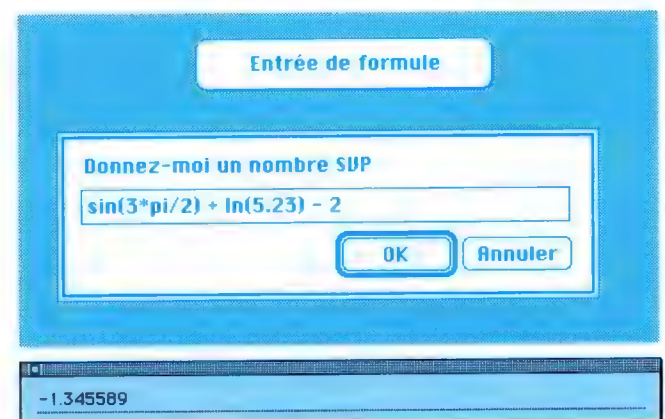 Entrée de formule
Donnez-moi un nombre SVP
sin(3*pi/2) + ln(5.23) - 2
OK Annuler
-1.345589